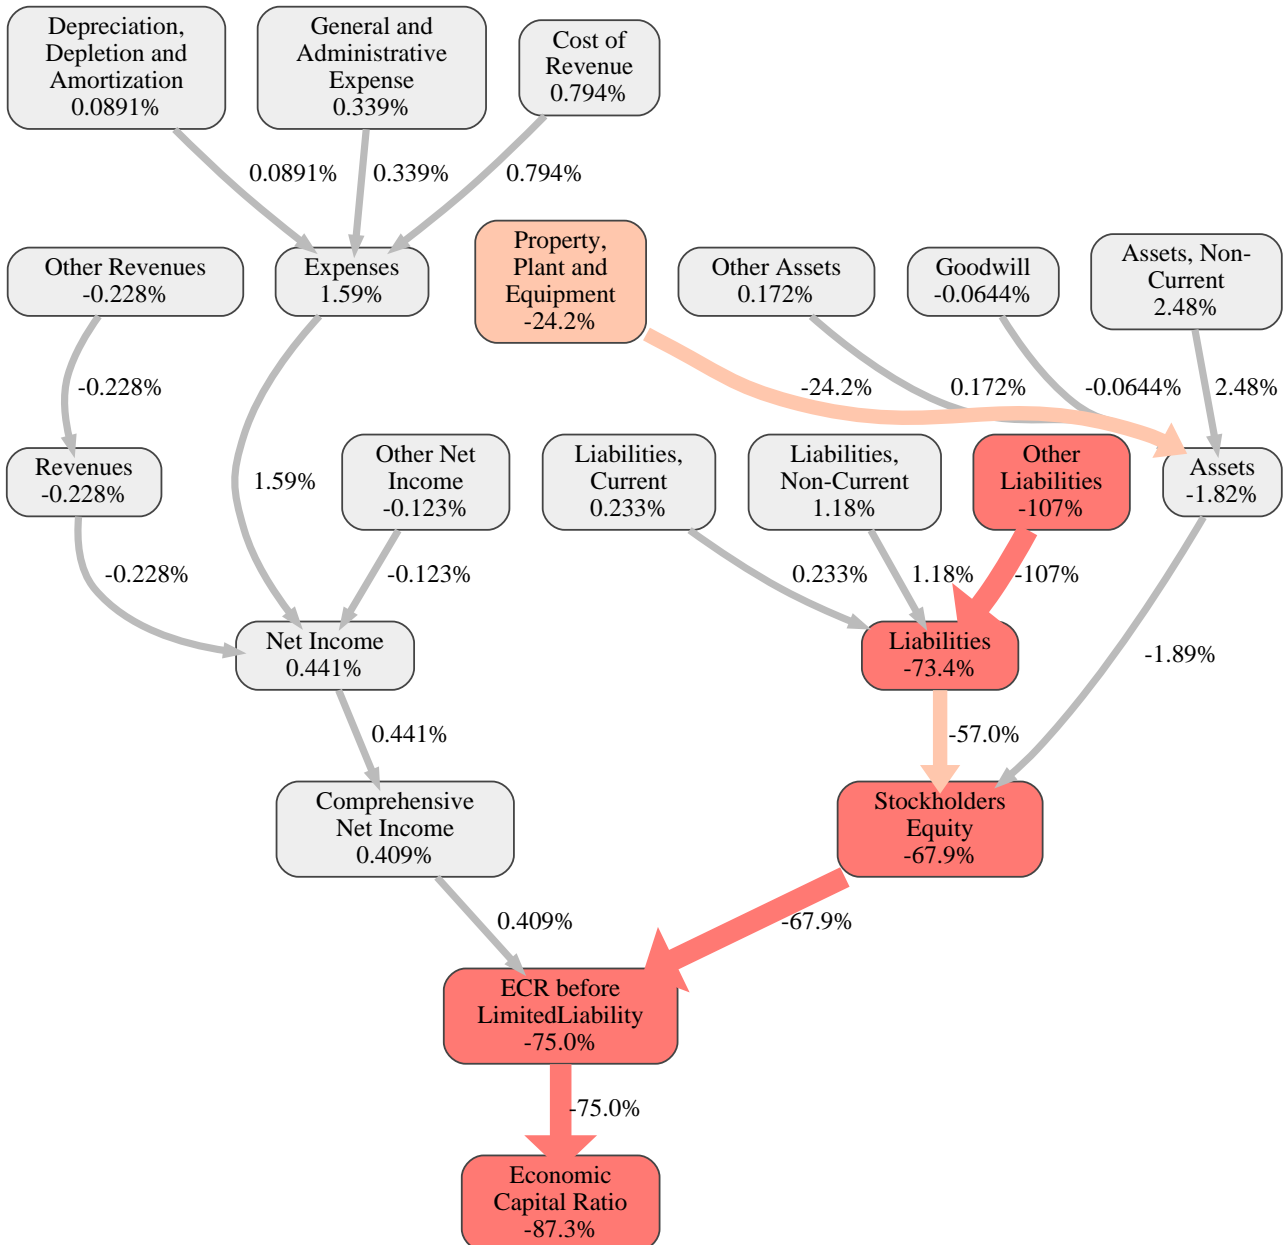 Depreciation,
Depletion and
Amortization
0.0891%
General and
Administrative
Expense
0.339%
Cost of
Revenue
0.794%
0.0891%
0.339%
0.794%
Other Revenues
-0.228%
Expenses
1.59%
Property,
Plant and
Equipment
-24.2%
Other Assets
0.172%
Goodwill
-0.0644%
Assets, Non-
Current
2.48%
-0.228%
-24.2%
0.172%
-0.0644%
2.48%
Revenues
-0.228%
1.59%
Other Net
Income
-0.123%
Liabilities,
Current
0.233%
Liabilities,
Non-Current
1.18%
Other
Liabilities
-107%
Assets
-1.82%
-0.228%
-0.123%
0.233%
1.18%
-107%
Net Income
0.441%
Liabilities
-73.4%
-1.89%
0.441%
-57.0%
Comprehensive
Net Income
0.409%
Stockholders
Equity
-67.9%
0.409%
-67.9%
ECR before
LimitedLiability
-75.0%
-75.0%
Economic
Capital Ratio
-87.3%